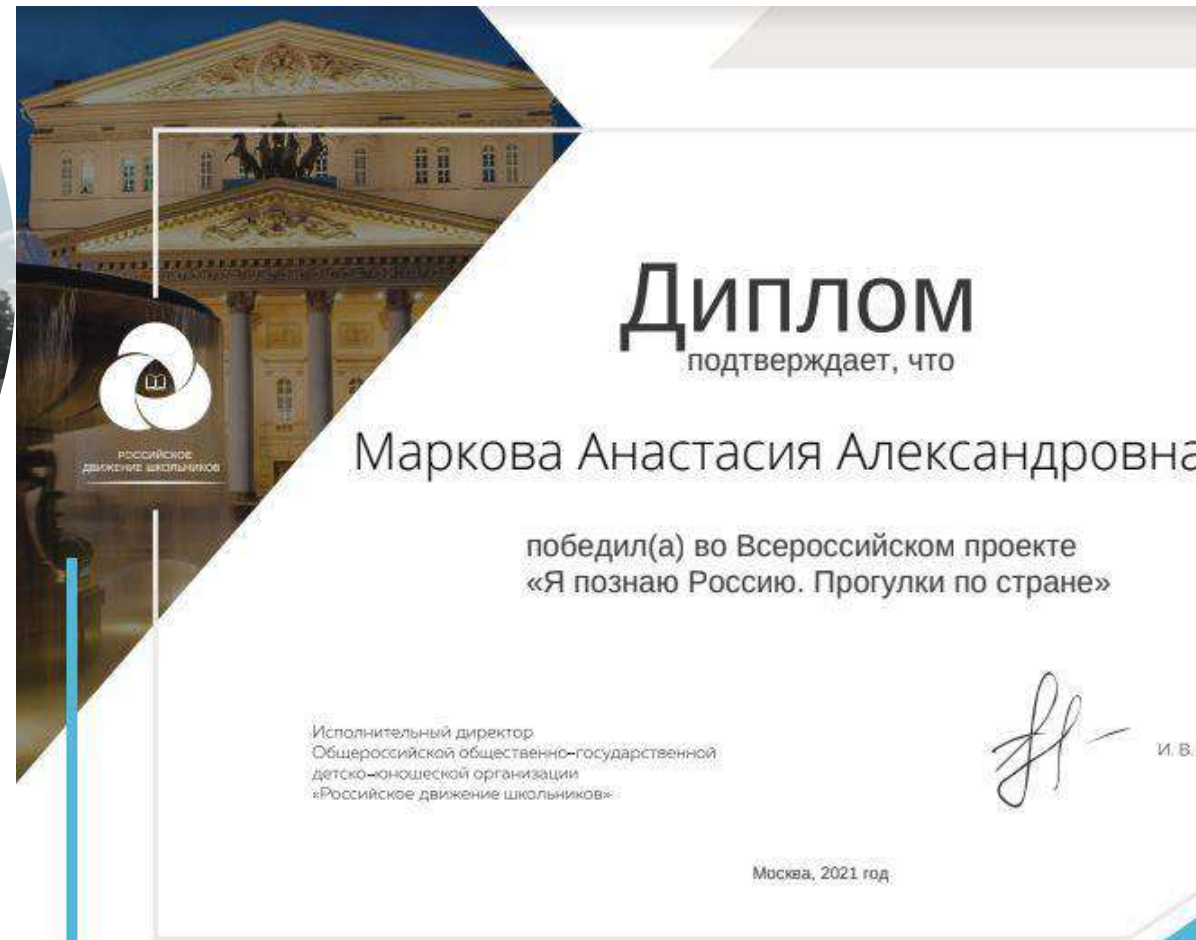 РОССИЙСКОЕ
ДВИЖЕНИЕ ШКОЛЬНИКОВ
Диплом
подтверждает, что
Маркова Анастасия Александровна
победил(а) во Всероссийском проекте
«Я познаю Россию. Прогулки по стране»
Исполнительный директор
Общероссийской общественно-государственной
детско-юношеской организации
«Российское движение школьников»
И. В.
Москва, 2021 год